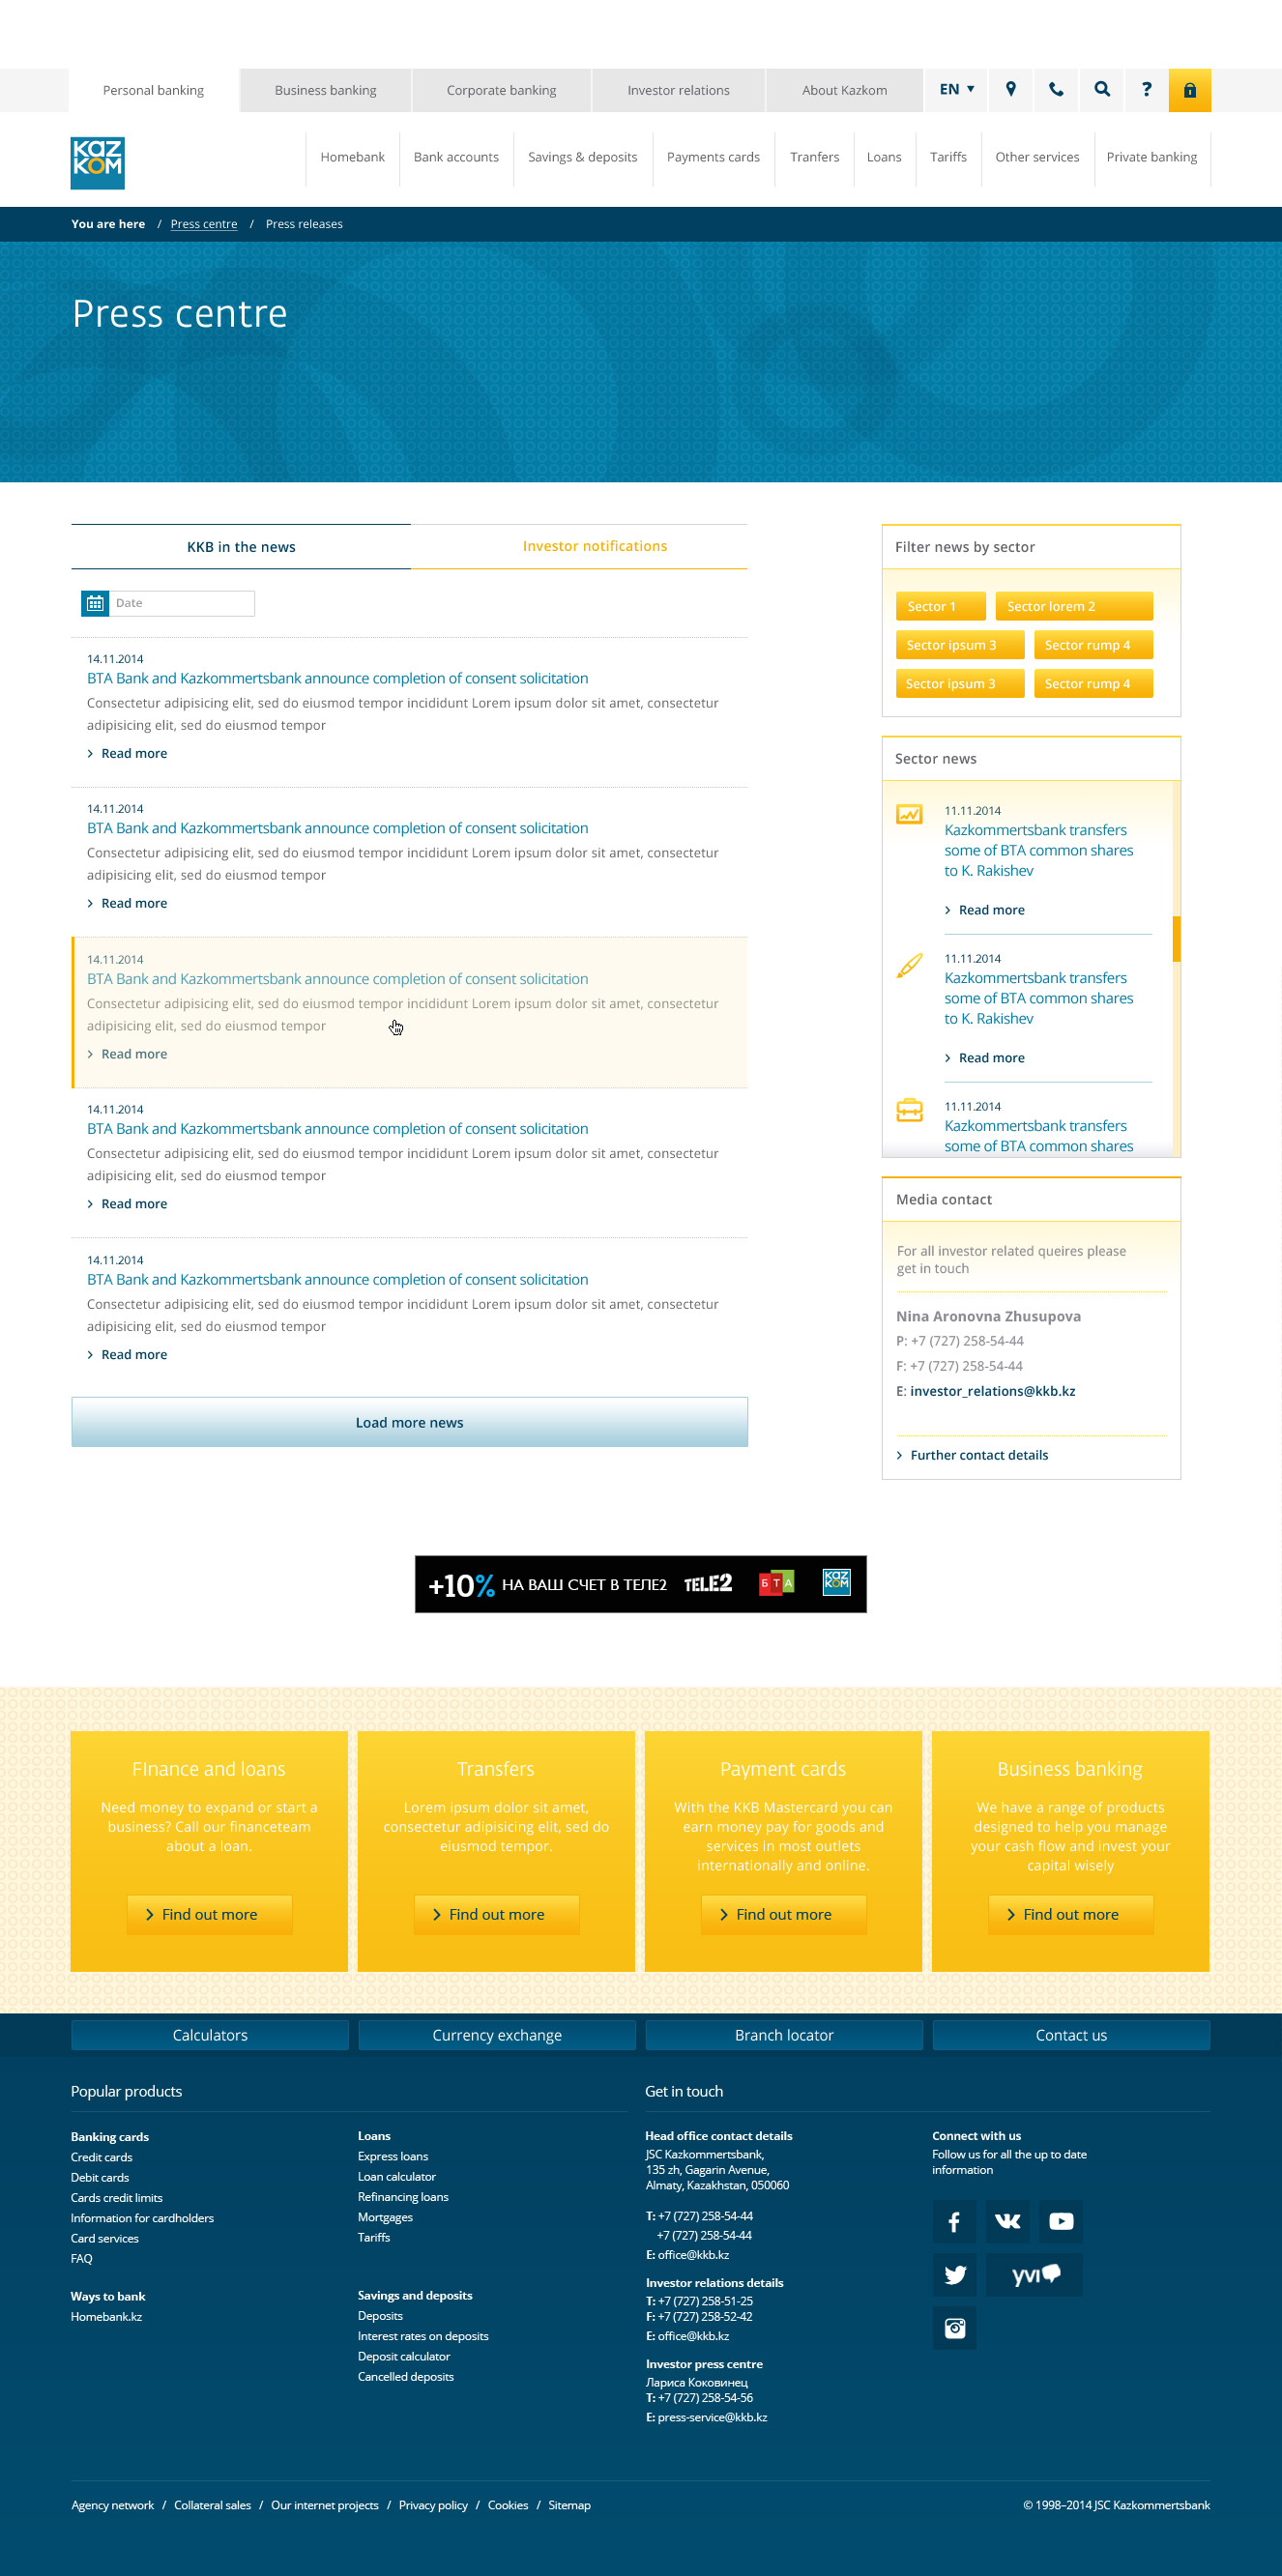 Personal banking
Business banking
Corporate banking
Investor relations
About Kazkom
EN
?
KAZ
KOM
Homebank
Bank accounts
Savings & deposits
Payments cards
Tranfers
Loans
Tariffs
Other services
Private banking
You are here / Press centre / Press releases
Press centre
KKB in the news
Investor notifications
Date
14.11.2014
BTA Bank and Kazkommertsbank announce completion of consent solicitation
Consectetur adipisicing elit, sed do eiusmod tempor incididunt Lorem ipsum dolor sit amet, consectetur
adipisicing elit, sed do eiusmod tempor
Read more
14.11.2014
BTA Bank and Kazkommertsbank announce completion of consent solicitation
Consectetur adipisicing elit, sed do eiusmod tempor incididunt Lorem ipsum dolor sit amet, consectetur
adipisicing elit, sed do eiusmod tempor
Read more
14.11.2014
BTA Bank and Kazkommertsbank announce completion of consent solicitation
Consectetur adipisicing elit, sed do eiusmod tempor incididunt Lorem ipsum dolor sit amet, consectetur
adipisicing elit, sed do eiusmod tempor
Read more
14.11.2014
BTA Bank and Kazkommertsbank announce completion of consent solicitation
Consectetur adipisicing elit, sed do eiusmod tempor incididunt Lorem ipsum dolor sit amet, consectetur
adipisicing elit, sed do eiusmod tempor
Read more
14.11.2014
BTA Bank and Kazkommertsbank announce completion of consent solicitation
Consectetur adipisicing elit, sed do eiusmod tempor incididunt Lorem ipsum dolor sit amet, consectetur
adipisicing elit, sed do eiusmod tempor
Read more
Load more news
Filter news by sector
Sector 1
Sector lorem 2
Sector ipsum 3
Sector rump 4
Sector ipsum 3
Sector rump 4
Sector news
11.11.2014
Kazkommertsbank transfers
some of BTA common shares
to K. Rakishev
Read more
11.11.2014
Kazkommertsbank transfers
some of BTA common shares
to K. Rakishev
Read more
11.11.2014
Kazkommertsbank transfers
some of BTA common shares
Media contact
For all investor related queires please
get in touch
Nina Aronovna Zhusupova
P: +7 (727) 258-54-44
F: +7 (727) 258-54-44
E: investor_relations@kkb.kz
Further contact details
+10% НА ВАШ СЧЕТ В ТЕЛЕ2 TELE2 БТА KAZ KOM
FInance and loans
Need money to expand or start a
business? Call our financeteam
about a loan.
Find out more
Transfers
Lorem ipsum dolor sit amet,
consectetur adipisicing elit, sed do
eiusmod tempor.
Find out more
Payment cards
With the KKB Mastercard you can
earn money pay for goods and
services in most outlets
internationally and online.
Find out more
Business banking
We have a range of products
designed to help you manage
your cash flow and invest your
capital wisely
Find out more
Calculators
Currency exchange
Branch locator
Contact us
Popular products
Banking cards
Credit cards
Debit cards
Cards credit limits
Information for cardholders
Card services
FAQ
Ways to bank
Homebank.kz
Loans
Express loans
Loan calculator
Refinancing loans
Mortgages
Tariffs
Savings and deposits
Deposits
Interest rates on deposits
Deposit calculator
Cancelled deposits
Get in touch
Head office contact details
JSC Kazkommertsbank,
135 zh, Gagarin Avenue,
Almaty, Kazakhstan, 050060
T: +7 (727) 258-54-44
+7 (727) 258-54-44
E: office@kkb.kz
Investor relations details
T: +7 (727) 258-51-25
F: +7 (727) 258-52-42
E: office@kkb.kz
Investor press centre
Лариса Коковинец
T: +7 (727) 258-54-56
E: press-service@kkb.kz
Connect with us
Follow us for all the up to date
information
yvi
Agency network / Collateral sales / Our internet projects / Privacy policy / Cookies / Sitemap
© 1998–2014 JSC Kazkommertsbank